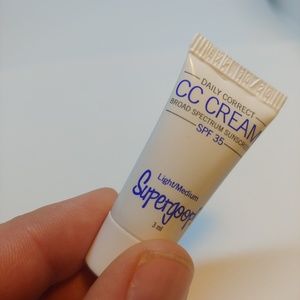 DAILY CORRECT
CC CREAM
BROAD SPECTRUM SUNSCREEN
SPF 35
Light/Medium
Supergoop!
3 ml